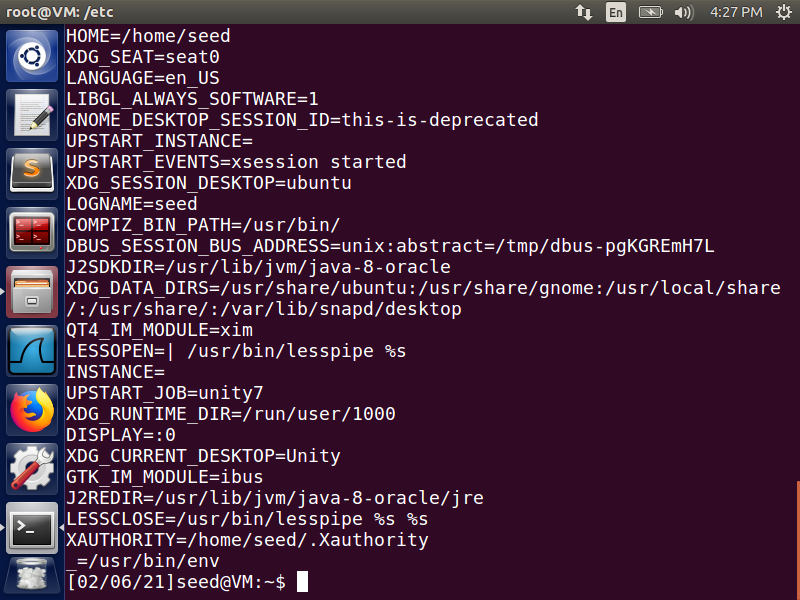 root@VM: /etc
En
4:27 PM
HOME=/home/seed
XDG_SEAT=seat0
LANGUAGE=en_US
LIBGL_ALWAYS_SOFTWARE=1
GNOME_DESKTOP_SESSION_ID=this-is-deprecated
UPSTART_INSTANCE=
UPSTART_EVENTS=xsession started
XDG_SESSION_DESKTOP=ubuntu
LOGNAME=seed
COMPIZ_BIN_PATH=/usr/bin/
DBUS_SESSION_BUS_ADDRESS=unix:abstract=/tmp/dbus-pgKGREmH7L
J2SDKDIR=/usr/lib/jvm/java-8-oracle
XDG_DATA_DIRS=/usr/share/ubuntu:/usr/share/gnome:/usr/local/share
/:/usr/share/:/var/lib/snapd/desktop
QT4_IM_MODULE=xim
LESSOPEN=| /usr/bin/lesspipe %s
INSTANCE=
UPSTART_JOB=unity7
XDG_RUNTIME_DIR=/run/user/1000
DISPLAY=:0
XDG_CURRENT_DESKTOP=Unity
GTK_IM_MODULE=ibus
J2REDIR=/usr/lib/jvm/java-8-oracle/jre
LESSCLOSE=/usr/bin/lesspipe %s %s
XAUTHORITY=/home/seed/.Xauthority
_=/usr/bin/env
[02/06/21]seed@VM:~$